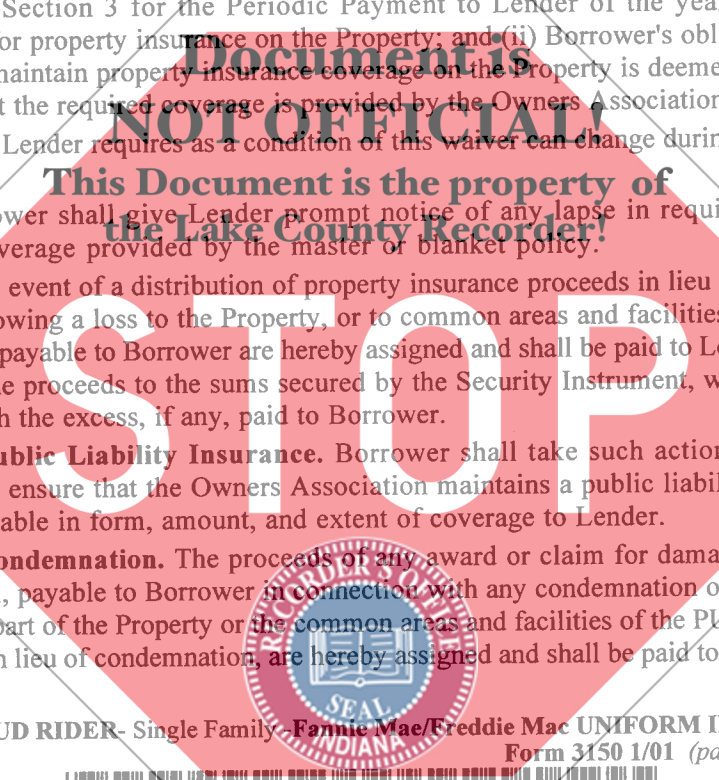 Section 3 for the Periodic Payment to Lender of the yea
or property insurance on the Property; and (ii) Borrower's obl
Document is
maintain property insurance coverage on the Property is deeme
t the required coverage is provided by the Owners Association
NOT OFFICIAL!
Lender requires as a condition of this waiver can change durin
This Document is the property of
ower shall give Lender prompt notice of any lapse in requi
the Lake County Recorder!
verage provided by the master or blanket policy.
event of a distribution of property insurance proceeds in lieu
owing a loss to the Property, or to common areas and facilities
payable to Borrower are hereby assigned and shall be paid to Le
e proceeds to the sums secured by the Security Instrument, w
h the excess, if any, paid to Borrower.
STOP
ublic Liability Insurance. Borrower shall take such action
ensure that the Owners Association maintains a public liabil
able in form, amount, and extent of coverage to Lender.
ondemnation. The proceeds of any award or claim for dama
, payable to Borrower in connection with any condemnation o
part of the Property or the common areas and facilities of the PU
n lieu of condemnation, are hereby assigned and shall be paid to
RECORDER'S OFFICE
SEAL
INDIANA
UD RIDER- Single Family -Fannie Mae/Freddie Mac UNIFORM I
Form 3150 1/01 (pa